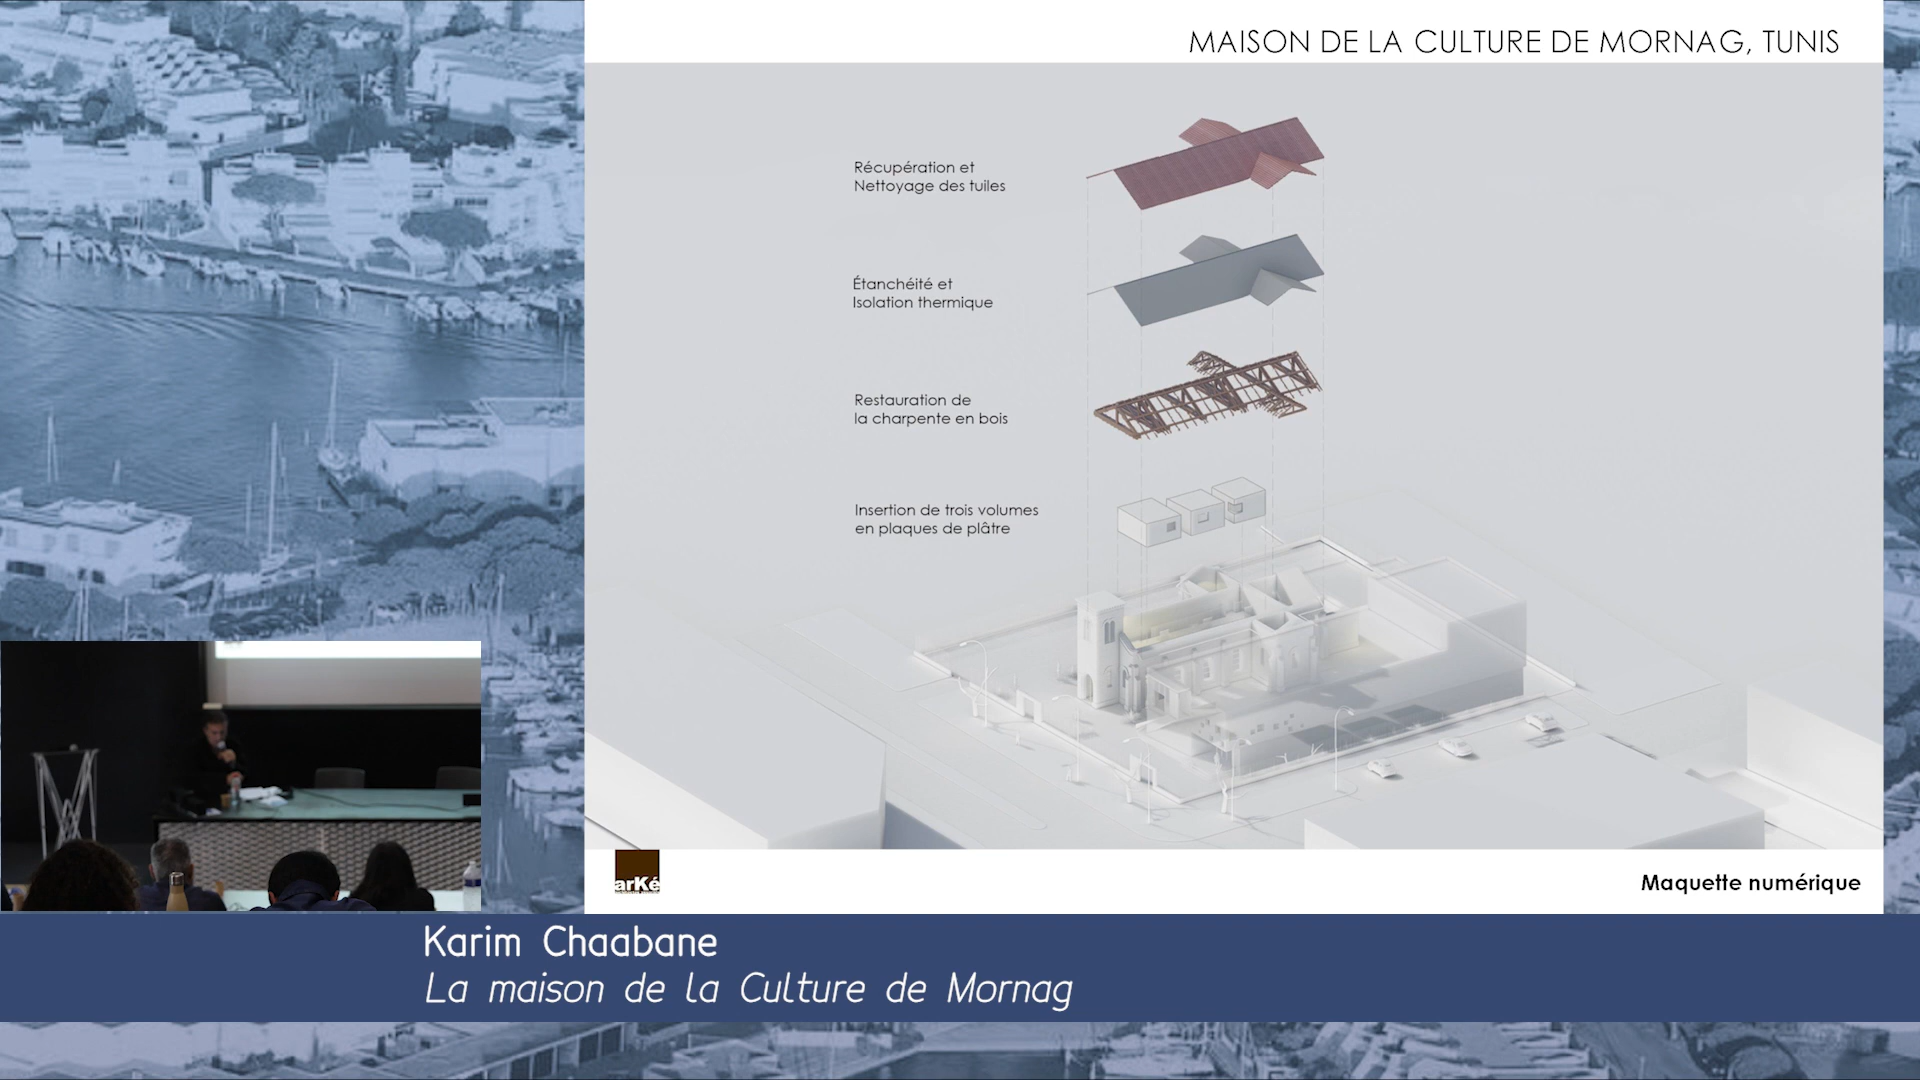 MAISON DE LA CULTURE DE MORNAG, TUNIS
Récupération et
Nettoyage des tuiles
Étanchéité et
Isolation thermique
Restauration de
la charpente en bois
Insertion de trois volumes
en plaques de plâtre
arKé
Maquette numérique
Karim Chaabane
La maison de la Culture de Mornag